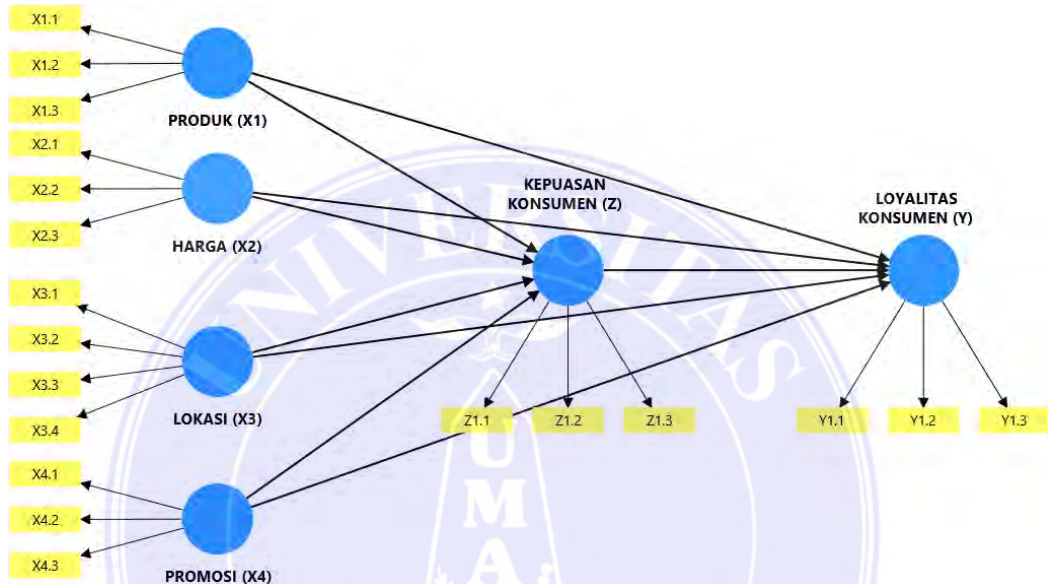 X1.1
X1.2
X1.3
PRODUK (X1)
X2.1
X2.2
X2.3
HARGA (X2)
KEPUASAN
KONSUMEN (Z)
LOYALITAS
KONSUMEN (Y)
X3.1
X3.2
X3.3
X3.4
LOKASI (X3)
Z1.1
Z1.2
Z1.3
Y1.1
Y1.2
Y1.3
X4.1
X4.2
X4.3
PROMOSI (X4)
UNIVERSITAS
UMA